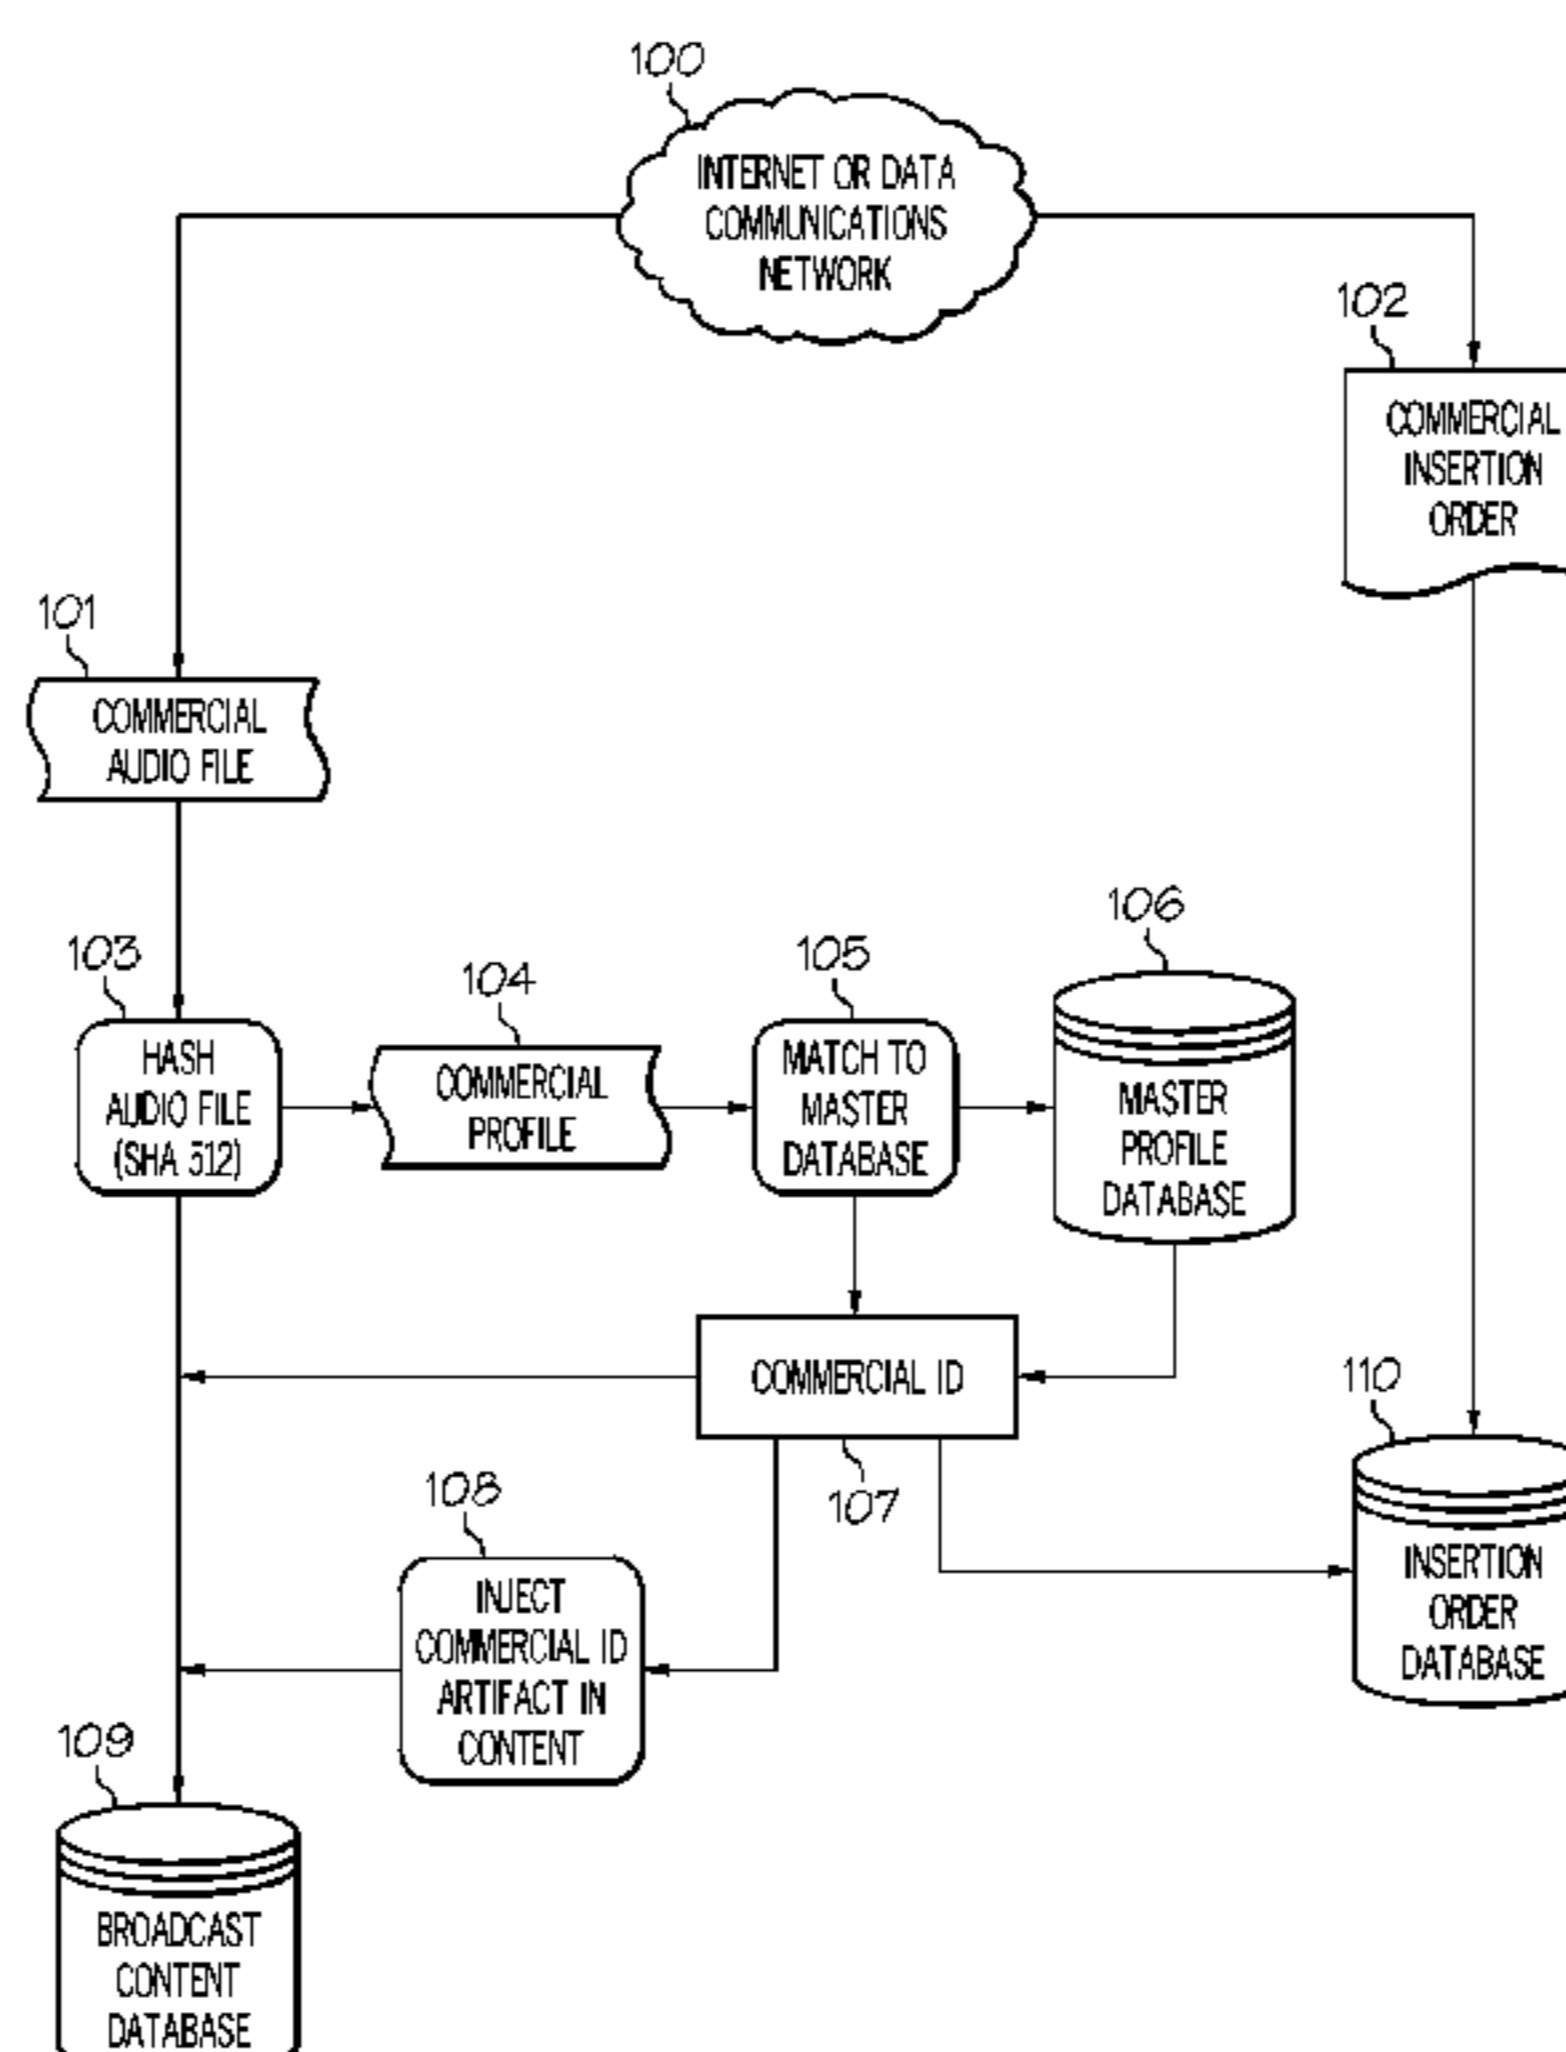 100
INTERNET OR DATA
COMMUNICATIONS
NETWORK
102
COMMERCIAL
INSERTION
ORDER
101
COMMERCIAL
AUDIO FILE
103
HASH
AUDIO FILE
(SHA 512)
104
COMMERCIAL
PROFILE
105
MATCH TO
MASTER
DATABASE
106
MASTER
PROFILE
DATABASE
COMMERCIAL ID
107
108
INJECT
COMMERCIAL ID
ARTIFACT IN
CONTENT
110
INSERTION
ORDER
DATABASE
109
BROADCAST
CONTENT
DATABASE